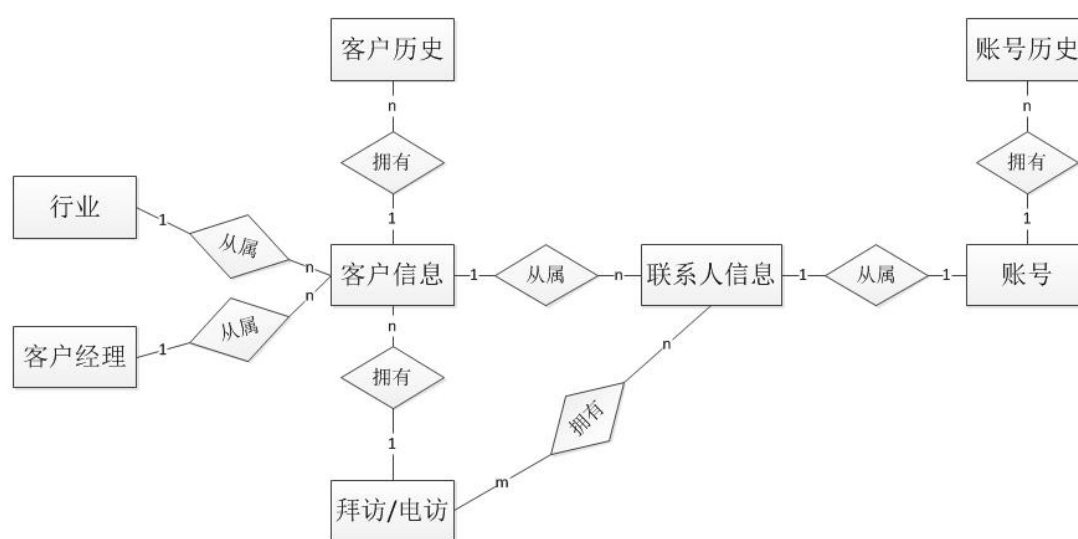 客户历史
账号历史
n
n
拥有
拥有
行业
1
1
1
从属
n
客户信息
1
从属
n
联系人信息
1
从属
1
账号
n
n
从属
1
客户经理
n
拥有
拥有
1
m
拜访/电访